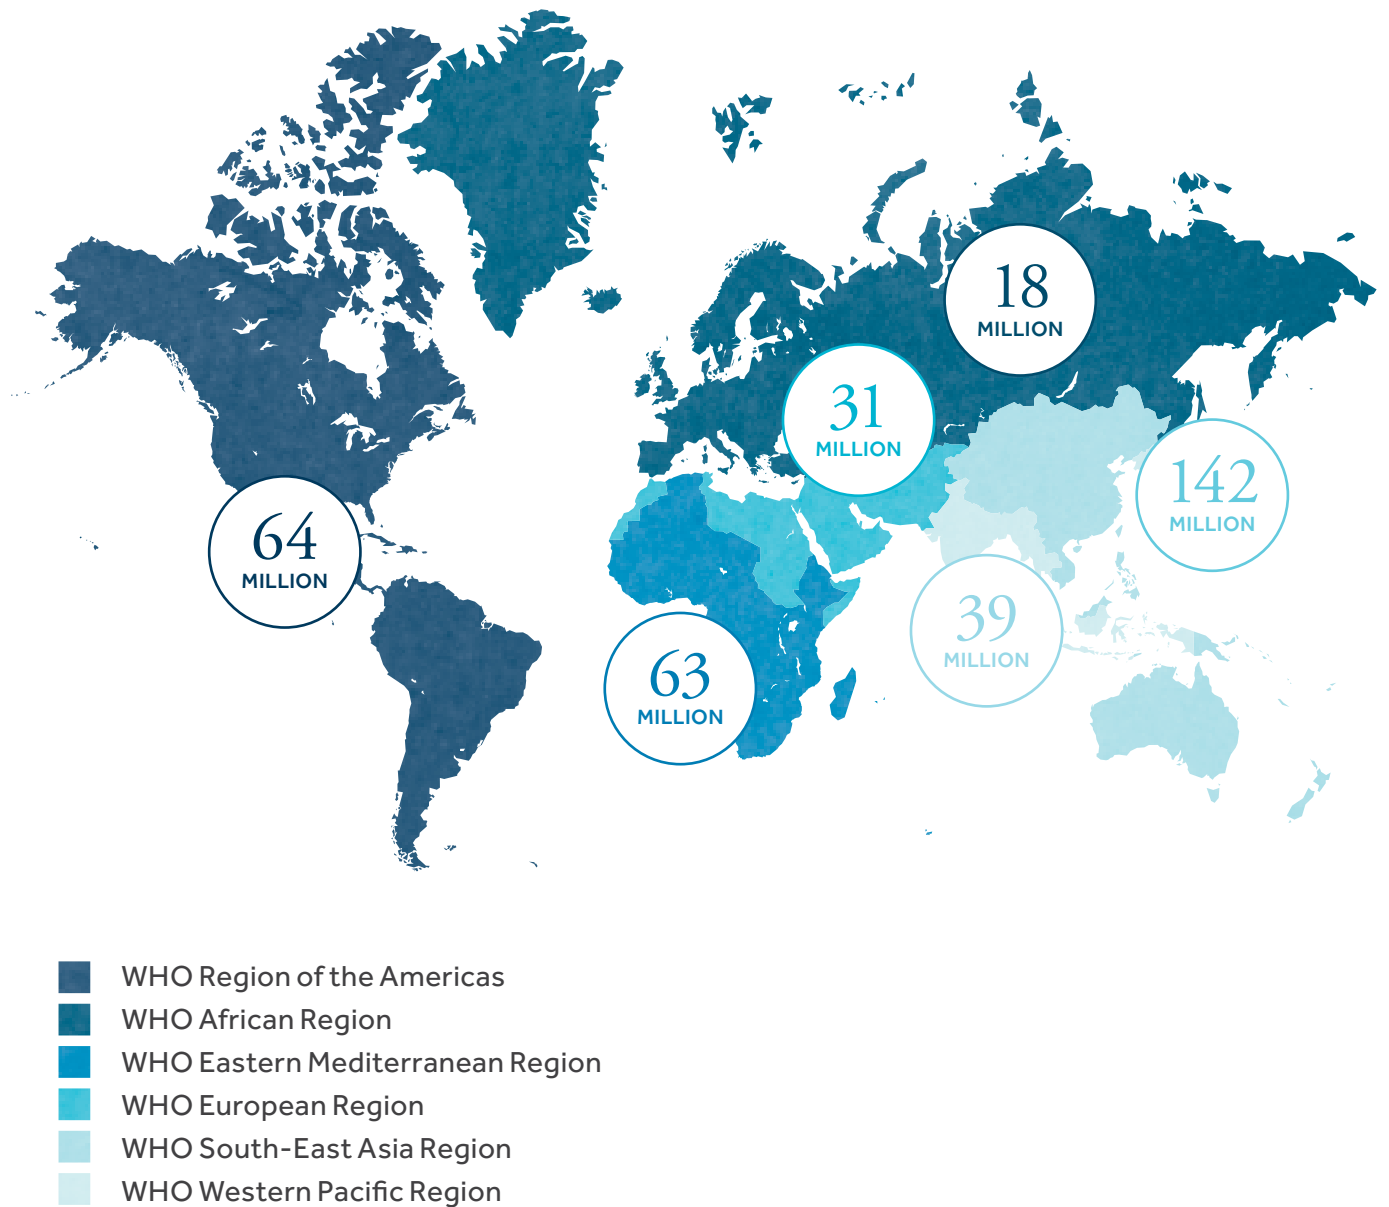 18
MILLION
31
MILLION
142
MILLION
64
MILLION
39
MILLION
63
MILLION
WHO Region of the Americas
WHO African Region
WHO Eastern Mediterranean Region
WHO European Region
WHO South-East Asia Region
WHO Western Pacific Region